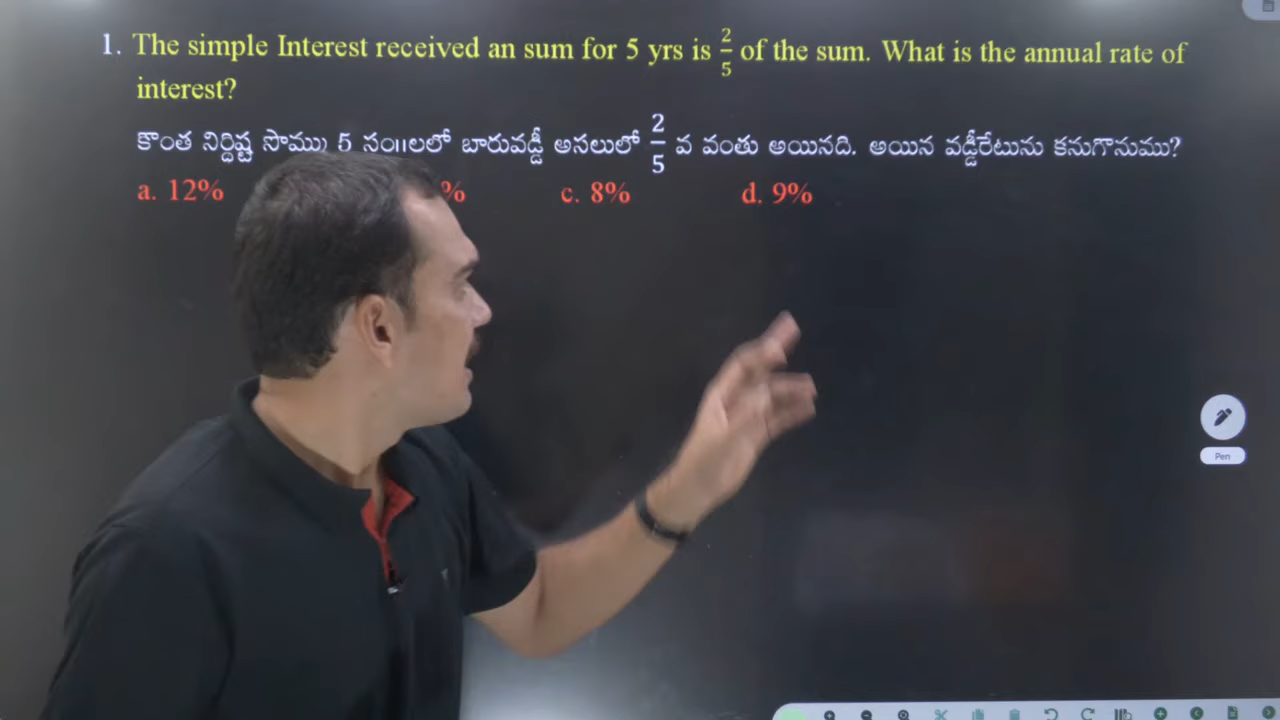 1. The simple Interest received an sum for 5 yrs is 2/5 of the sum. What is the annual rate of
interest?
కొంత నిర్దిష్ట సొమ్ము 5 సంııలలో బారువడ్డీ అసలులో 2/5 వ వంతు అయినది. అయిన వడ్డీరేటును కనుగొనుము?
a. 12% % c. 8% d. 9%
Pen